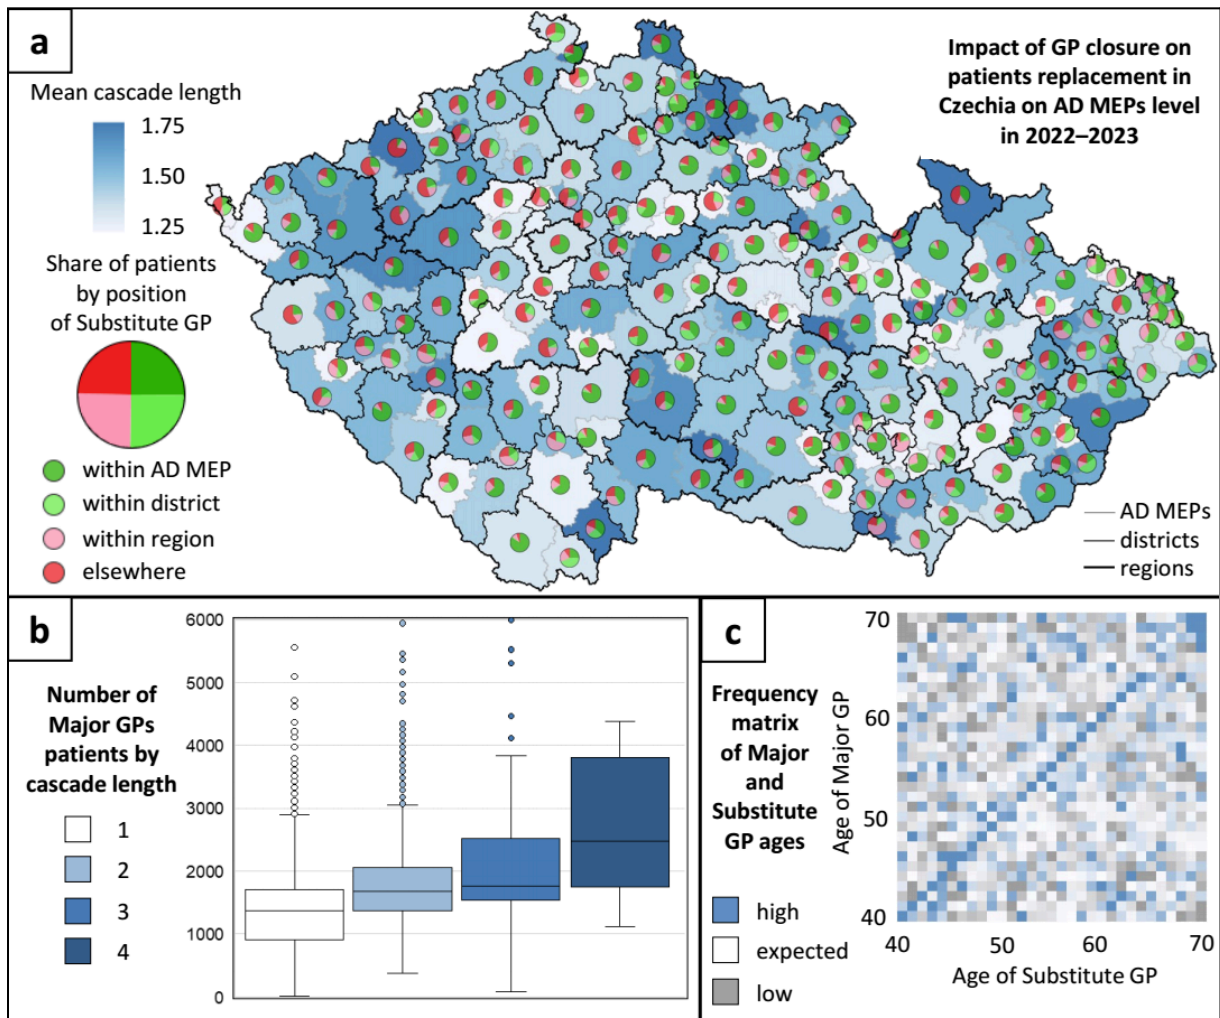 a
Impact of GP closure on
patients replacement in
Czechia on AD MEPs level
in 2022–2023
Mean cascade length
1.75
1.50
1.25
Share of patients
by position
of Substitute GP
within AD MEP
within district
within region
elsewhere
AD MEPs
districts
regions
b
Number of
Major GPs
patients by
cascade length
1
2
3
4
6000
5000
4000
3000
2000
1000
0
c
Frequency
matrix
of Major
and
Substitute
GP ages
high
expected
low
Age of Major GP
70
60
50
40
40 50 60 70
Age of Substitute GP